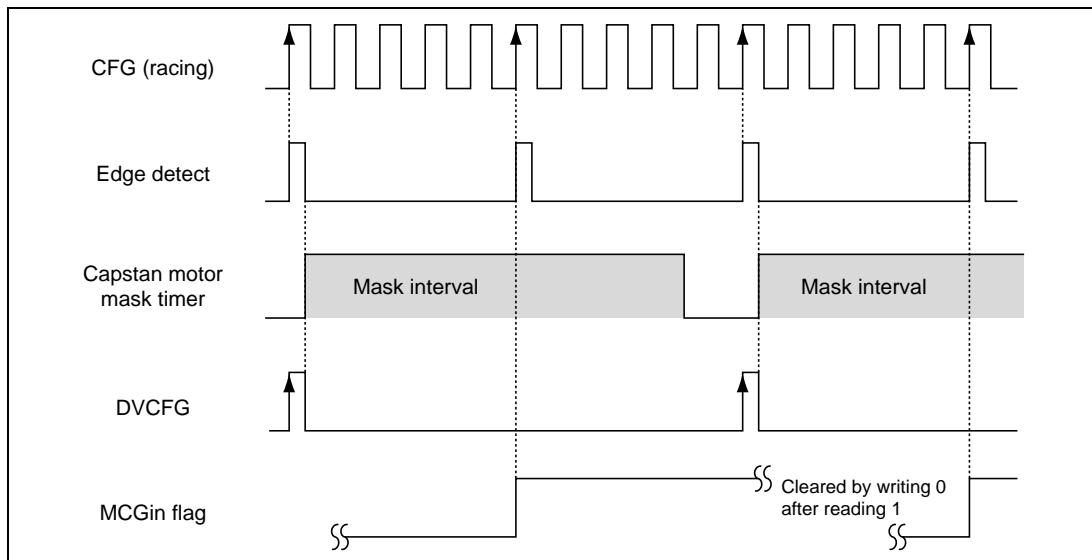 CFG (racing)
Edge detect
Capstan motor
mask timer
Mask interval
Mask interval
DVCFG
MCGin flag
Cleared by writing 0
after reading 1